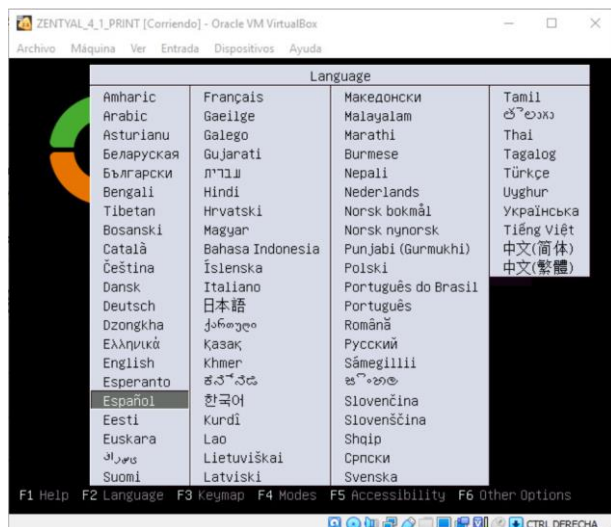 ZENTYAL_4_1_PRINT [Corriendo] - Oracle VM VirtualBox
Archivo Máquina Ver Entrada Dispositivos Ayuda
Language
Amharic
Arabic
Asturianu
Беларуская
Български
Bengali
Tibetan
Bosanski
Català
Čeština
Dansk
Deutsch
Dzongkha
Ελληνικά
English
Esperanto
Español
Eesti
Euskara
Suomi
Français
Gaeilge
Galego
Gujarati
עברית
Hindi
Hrvatski
Magyar
Bahasa Indonesia
Íslenska
Italiano
日本語
ქართული
Қазақ
Khmer
한국어
Kurdî
Lao
Lietuviškai
Latviski
Македонски
Malayalam
Marathi
Burmese
Nepali
Nederlands
Norsk bokmål
Norsk nynorsk
Punjabi (Gurmukhi)
Polski
Português do Brasil
Português
Română
Русский
Sámegillii
Slovenčina
Slovenščina
Shqip
Српски
Svenska
Tamil
Thai
Tagalog
Türkçe
Uyghur
Українська
Tiếng Việt
中文(简体)
中文(繁體)
F1 Help F2 Language F3 Keymap F4 Modes F5 Accessibility F6 Other Options
CTRL DERECHA